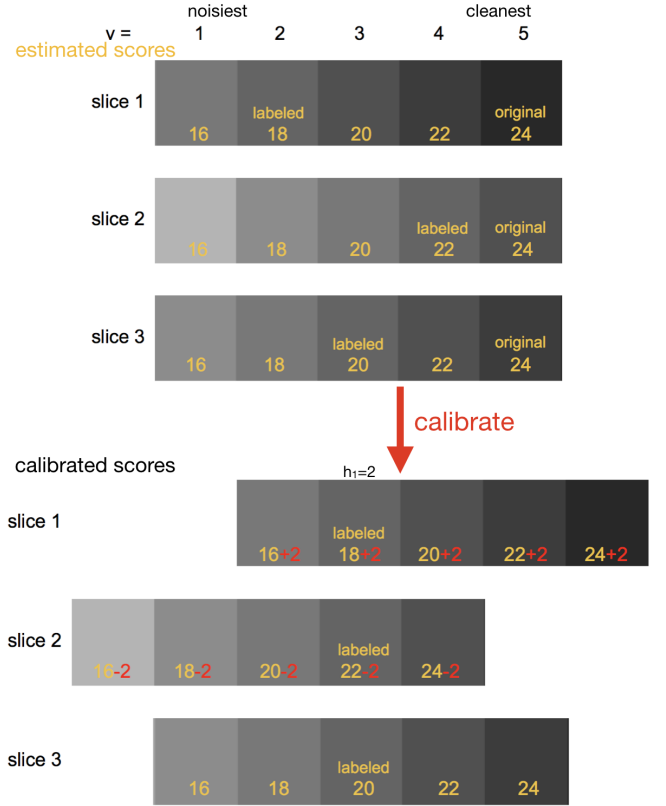 noisiest cleanest
v = 1 2 3 4 5
estimated scores
labeled original
slice 1
16 18 20 22 24
slice 2
labeled original
16 18 20 22 24
slice 3
labeled original
16 18 20 22 24
calibrate
calibrated scores
h₁=2
slice 1
labeled
16+2 18+2 20+2 22+2 24+2
slice 2
labeled
16-2 18-2 20-2 22-2 24-2
slice 3
labeled
16 18 20 22 24